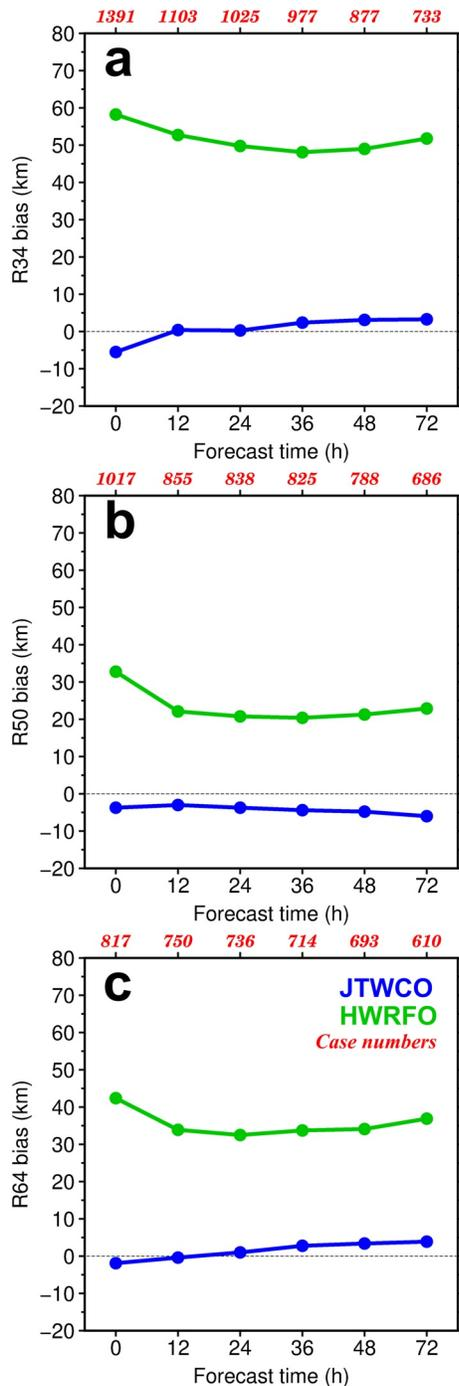 1391 1103 1025 977 877 733
a
80
70
60
50
40
30
20
10
0
−10
−20
R34 bias (km)
0 12 24 36 48 72
Forecast time (h)
1017 855 838 825 788 686
b
80
70
60
50
40
30
20
10
0
−10
−20
R50 bias (km)
0 12 24 36 48 72
Forecast time (h)
817 750 736 714 693 610
c
JTWCO
HWRFO
Case numbers
80
70
60
50
40
30
20
10
0
−10
−20
R64 bias (km)
0 12 24 36 48 72
Forecast time (h)